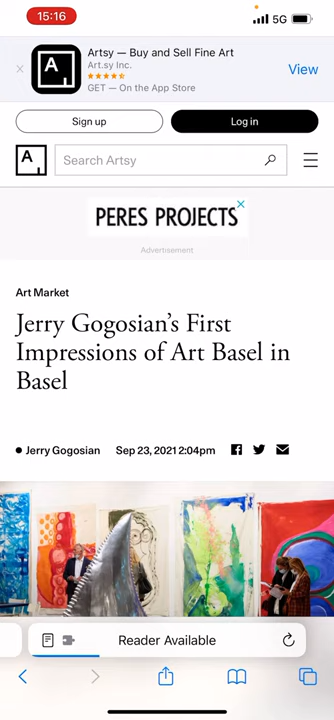 15:16
5G
Artsy — Buy and Sell Fine Art
Art.sy Inc.
GET — On the App Store
View
Sign up
Log in
A
Search Artsy
PERES PROJECTS
Advertisement
Art Market
Jerry Gogosian’s First
Impressions of Art Basel in
Basel
Jerry Gogosian
Sep 23, 2021 2:04pm
Reader Available